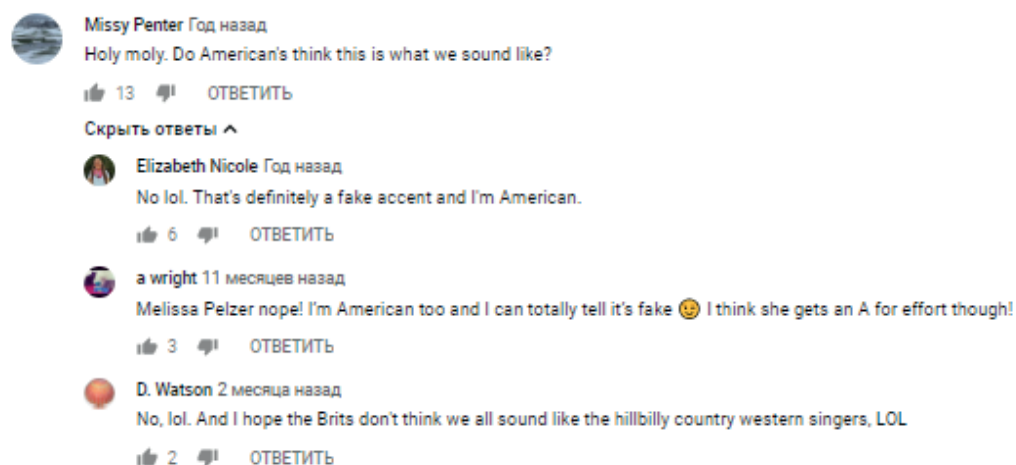 Missy Penter Год назад
Holy moly. Do American's think this is what we sound like?
13 ОТВЕТИТЬ
Скрыть ответы
Elizabeth Nicole Год назад
No lol. That's definitely a fake accent and I'm American.
6 ОТВЕТИТЬ
a wright 11 месяцев назад
Melissa Pelzer nope! I'm American too and I can totally tell it's fake 😉 I think she gets an A for effort though!
3 ОТВЕТИТЬ
D. Watson 2 месяца назад
No, lol. And I hope the Brits don't think we all sound like the hillbilly country western singers, LOL
2 ОТВЕТИТЬ